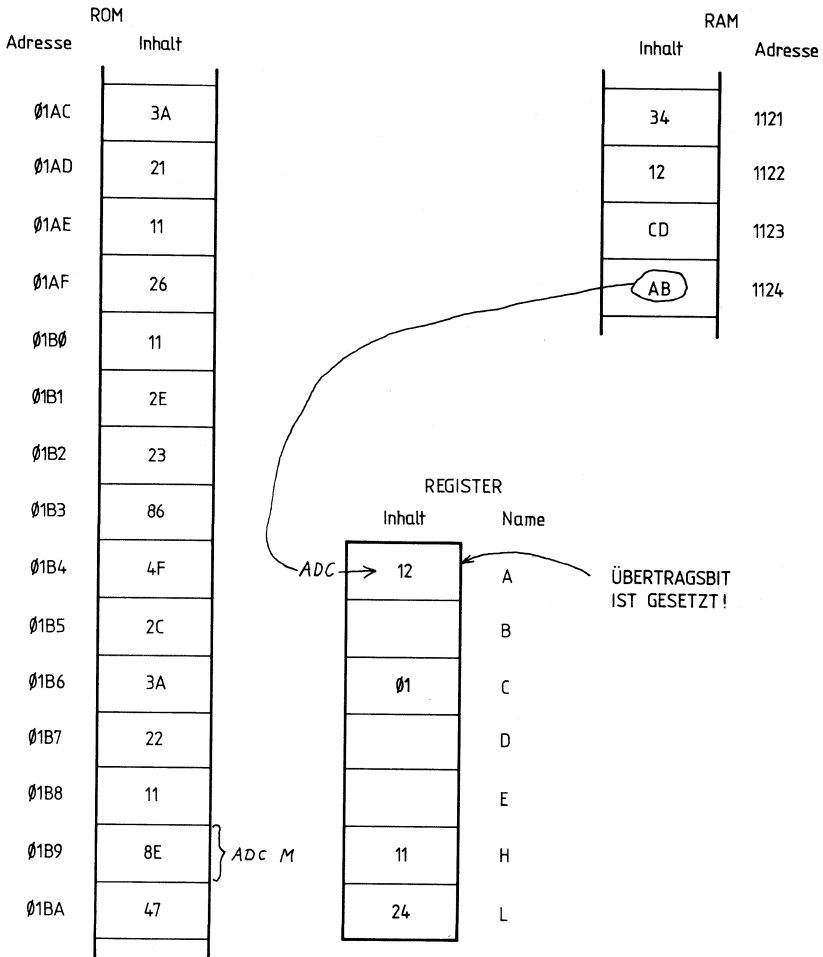 ROM
Adresse Inhalt
Ø1AC 3A
Ø1AD 21
Ø1AE 11
Ø1AF 26
Ø1BØ 11
Ø1B1 2E
Ø1B2 23
Ø1B3 86
Ø1B4 4F
Ø1B5 2C
Ø1B6 3A
Ø1B7 22
Ø1B8 11
Ø1B9 8E ADC M
Ø1BA 47
RAM
Inhalt Adresse
34 1121
12 1122
CD 1123
AB 1124
REGISTER
Inhalt Name
ADC 12 A
B
Ø1 C
D
E
11 H
24 L
ÜBERTRAGSBIT
IST GESETZT!